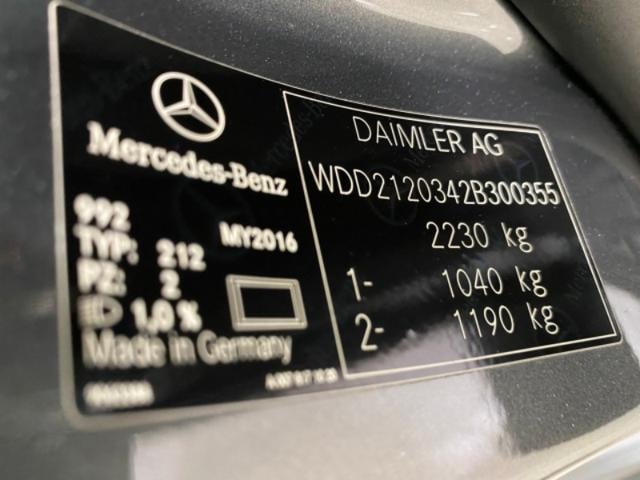 Mercedes-Benz
992
TYP: 212 MY2016
PZ: 2
1,0 %
Made in Germany
DAIMLER AG
WDD2120342B300355
2230 kg
1- 1040 kg
2- 1190 kg